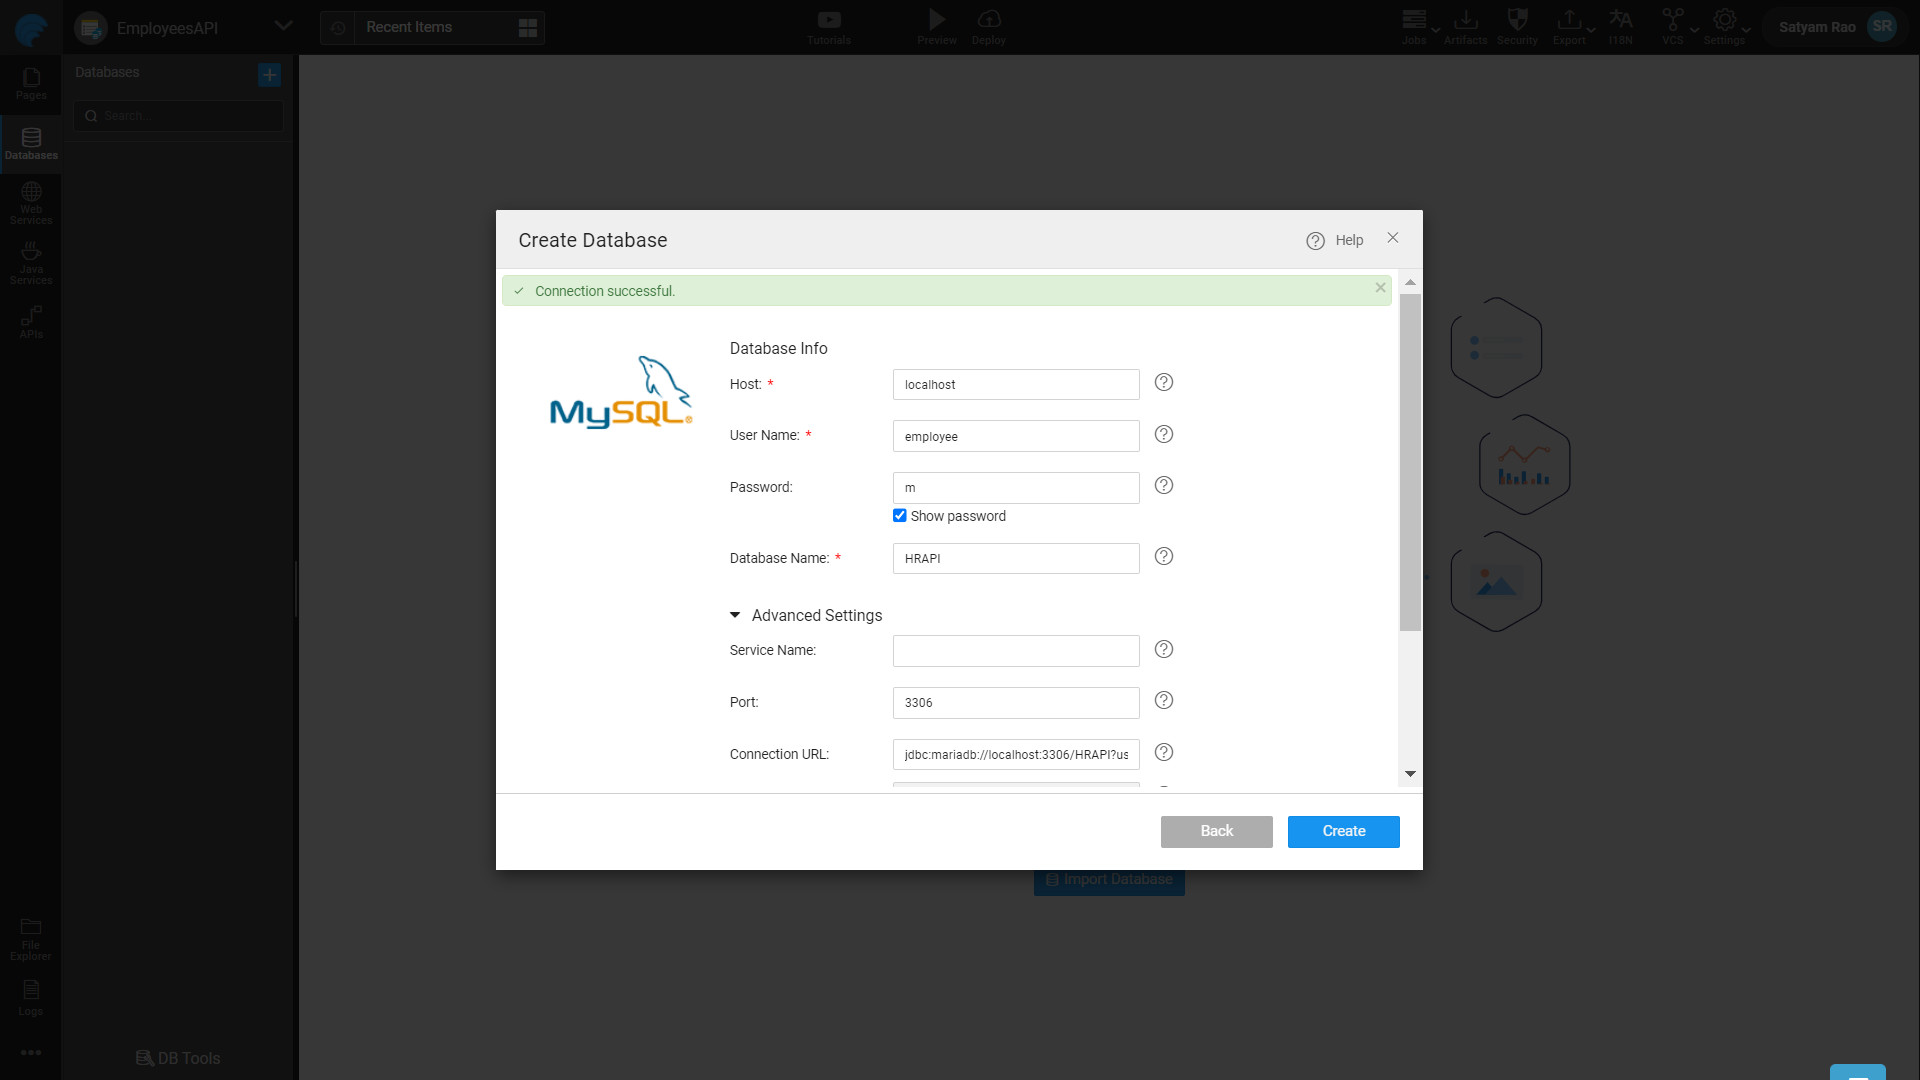 EmployeesAPI
Recent Items
Tutorials
Preview
Deploy
Jobs
Artifacts
Security
Export
I18N
VCS
Settings
Satyam Rao
SR
Pages
Databases
Web
Services
Java
Services
APIs
File
Explorer
Logs
Databases
Search...
DB Tools
Create Database
Help
Connection successful.
MySQL®
Database Info
Host: *
localhost
User Name: *
employee
Password:
m
Show password
Database Name: *
HRAPI
Advanced Settings
Service Name:
Port:
3306
Connection URL:
jdbc:mariadb://localhost:3306/HRAPI?us
Back
Create
Import Database